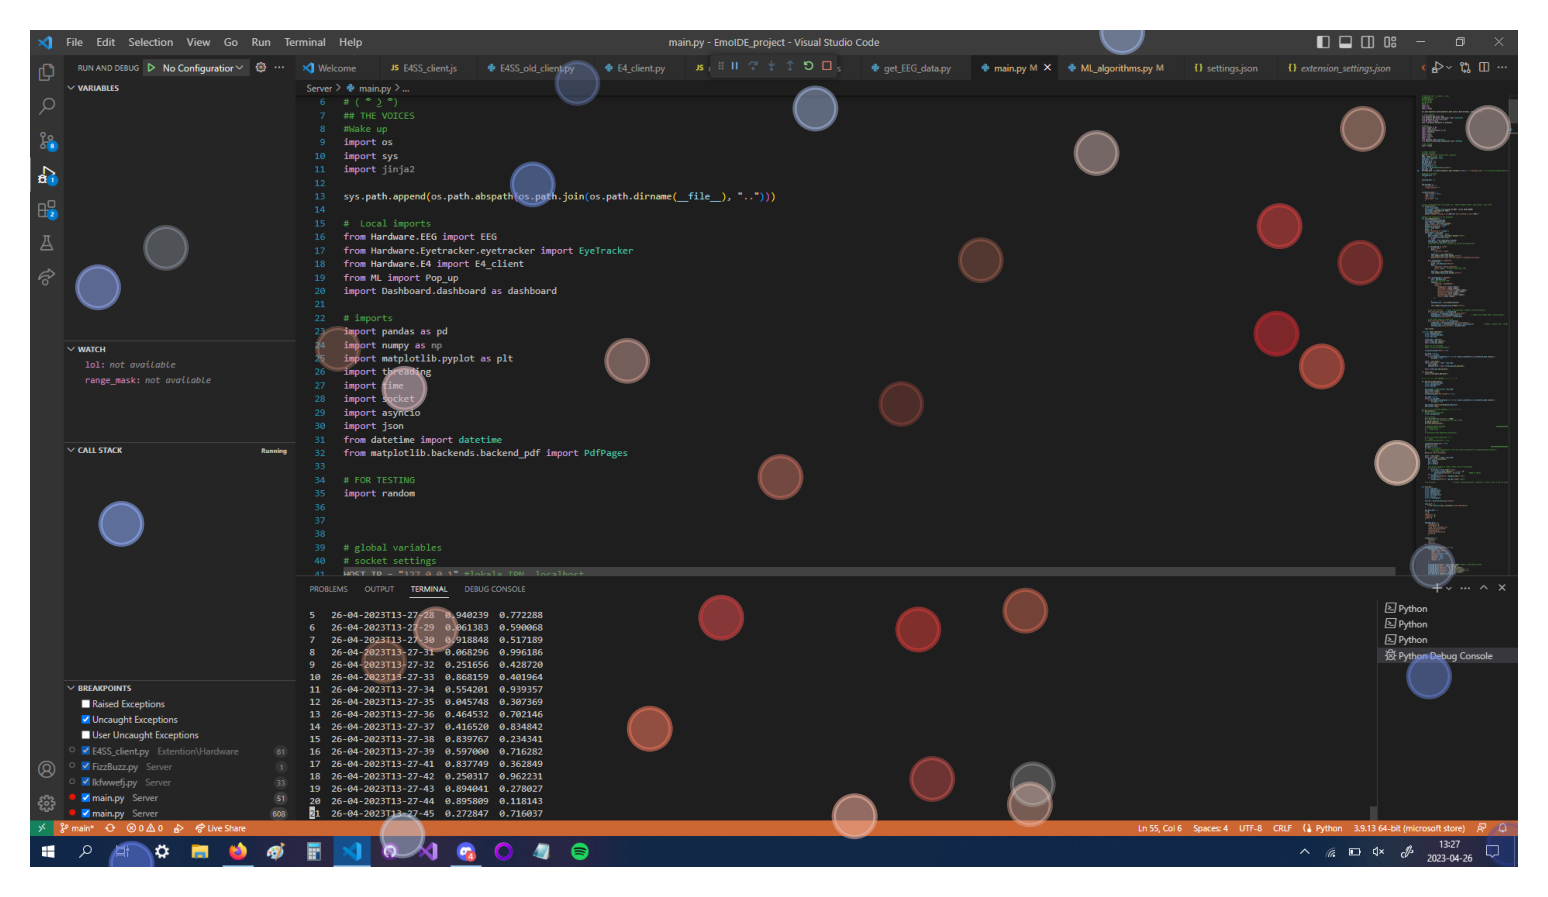 File Edit Selection View Go Run Terminal Help
main.py - EmoIDE_project - Visual Studio Code
RUN AND DEBUG No Configuration
Welcome
JS E4SS_client.js
E4SS_old_client.py
E4_client.py
JS
get_EEG_data.py
main.py M
ML_algorithms.py M
{} settings.json
{} extension_settings.json
Server > main.py > ...
VARIABLES
WATCH
lol: not available
range_mask: not available
CALL STACK Running
BREAKPOINTS
Raised Exceptions
Uncaught Exceptions
User Uncaught Exceptions
E4SS_client.py Extention\Hardware 61
FizzBuzz.py Server 1
lkfwwefj.py Server 33
main.py Server 51
main.py Server 608
6 # ( ͡° ͜ʖ ͡°)
7 ## THE VOICES
8 #Wake up
9 import os
10 import sys
11 import jinja2
12
13 sys.path.append(os.path.abspath(os.path.join(os.path.dirname(__file__), "..")))
14
15 # Local imports
16 from Hardware.EEG import EEG
17 from Hardware.Eyetracker.eyetracker import EyeTracker
18 from Hardware.E4 import E4_client
19 from ML import Pop_up
20 import Dashboard.dashboard as dashboard
21
22 # imports
23 import pandas as pd
24 import numpy as np
25 import matplotlib.pyplot as plt
26 import threading
27 import time
28 import socket
29 import asyncio
30 import json
31 from datetime import datetime
32 from matplotlib.backends.backend_pdf import PdfPages
33
34 # FOR TESTING
35 import random
36
37
38
39 # global variables
40 # socket settings
41 HOST_IP = "127.0.0.1" #lokala IPN, localhost
PROBLEMS OUTPUT TERMINAL DEBUG CONSOLE
5 26-04-2023T13-27-28 0.940239 0.772288
6 26-04-2023T13-27-29 0.061383 0.590068
7 26-04-2023T13-27-30 0.918848 0.517189
8 26-04-2023T13-27-31 0.068296 0.996186
9 26-04-2023T13-27-32 0.251656 0.428720
10 26-04-2023T13-27-33 0.868159 0.401964
11 26-04-2023T13-27-34 0.554201 0.939357
12 26-04-2023T13-27-35 0.045748 0.307369
13 26-04-2023T13-27-36 0.464532 0.702146
14 26-04-2023T13-27-37 0.416520 0.834842
15 26-04-2023T13-27-38 0.839767 0.234341
16 26-04-2023T13-27-39 0.597000 0.716282
17 26-04-2023T13-27-41 0.837749 0.362849
18 26-04-2023T13-27-42 0.250317 0.962231
19 26-04-2023T13-27-43 0.894041 0.278027
20 26-04-2023T13-27-44 0.895809 0.118143
21 26-04-2023T13-27-45 0.272847 0.716037
Python
Python
Python
Python Debug Console
main* 0 0 0 Live Share
Ln 55, Col 6 Spaces: 4 UTF-8 CRLF Python 3.9.13 64-bit (microsoft store)
13:27
2023-04-26